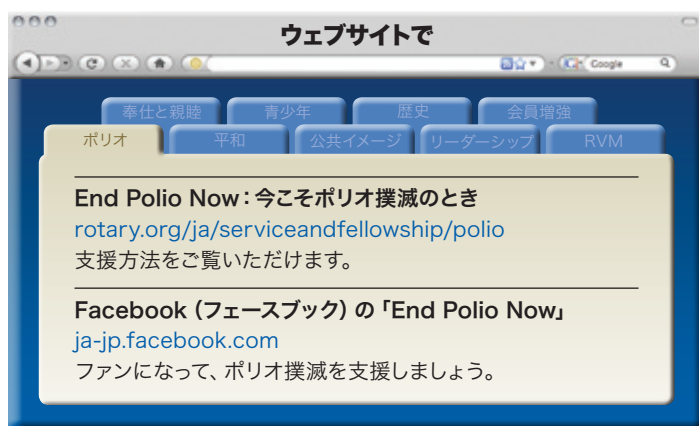 ウェブサイトで
Google
奉仕と親睦 青少年 歴史 会員増強
ポリオ 平和 公共イメージ リーダーシップ RVM
End Polio Now：今こそポリオ撲滅のとき
rotary.org/ja/serviceandfellowship/polio
支援方法をご覧いただけます。
Facebook（フェースブック）の「End Polio Now」
ja-jp.facebook.com
ファンになって、ポリオ撲滅を支援しましょう。